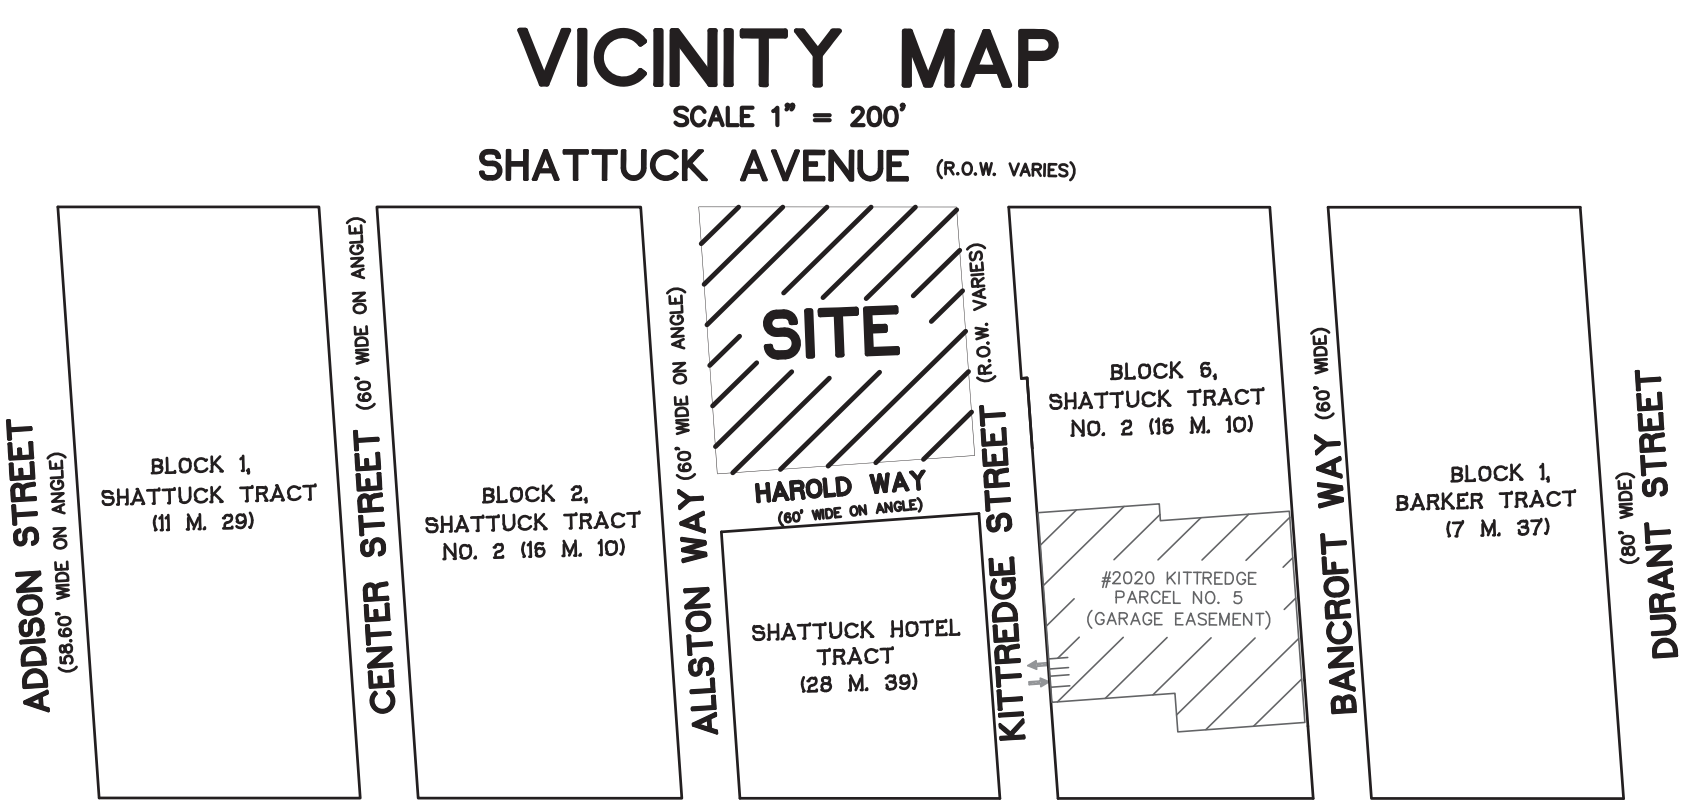 VICINITY MAP
SCALE 1" = 200'
SHATTUCK AVENUE (R.O.W. VARIES)
ADDISON STREET
(58.60' WIDE ON ANGLE)
BLOCK 1,
SHATTUCK TRACT
(11 M. 29)
CENTER STREET (60' WIDE ON ANGLE)
BLOCK 2,
SHATTUCK TRACT
NO. 2 (16 M. 10)
ALLSTON WAY (60' WIDE ON ANGLE)
SITE
HAROLD WAY
(60' WIDE ON ANGLE)
SHATTUCK HOTEL
TRACT
(28 M. 39)
KITTREDGE STREET (R.O.W. VARIES)
BLOCK 6,
SHATTUCK TRACT
NO. 2 (16 M. 10)
#2020 KITTREDGE
PARCEL NO. 5
(GARAGE EASEMENT)
BANCROFT WAY (60' WIDE)
BLOCK 1,
BARKER TRACT
(7 M. 37)
(80' WIDE)
DURANT STREET